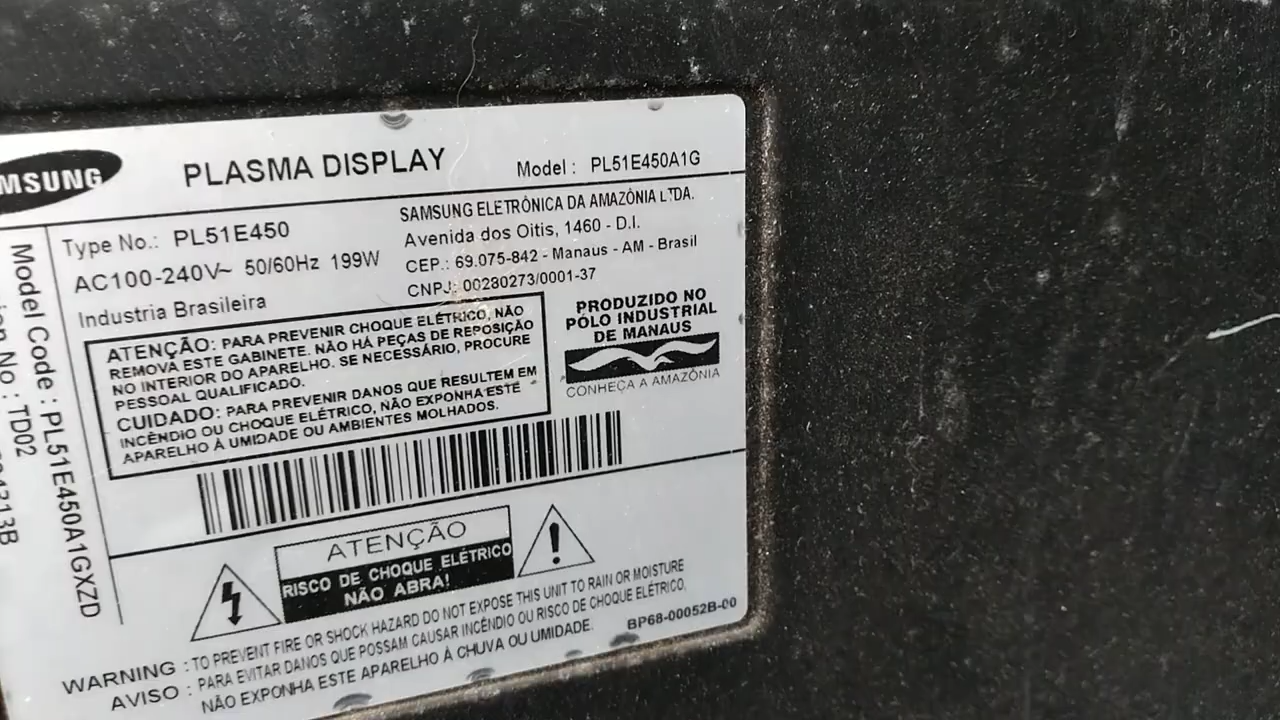 MSUNG
PLASMA DISPLAY
Model : PL51E450A1G
Type No.: PL51E450
AC100-240V~ 50/60Hz 199W
Industria Brasileira
SAMSUNG ELETRÔNICA DA AMAZÔNIA LTDA.
Avenida dos Oitis, 1460 - D.I.
CEP.: 69.075-842 - Manaus - AM - Brasil
CNPJ: 00280273/0001-37
ATENÇÃO: PARA PREVENIR CHOQUE ELÉTRICO, NÃO
REMOVA ESTE GABINETE. NÃO HÁ PEÇAS DE REPOSIÇÃO
NO INTERIOR DO APARELHO. SE NECESSÁRIO, PROCURE
PESSOAL QUALIFICADO.
CUIDADO: PARA PREVENIR DANOS QUE RESULTEM EM
INCÊNDIO OU CHOQUE ELÉTRICO, NÃO EXPONHA ESTE
APARELHO À UMIDADE OU AMBIENTES MOLHADOS.
PRODUZIDO NO
PÓLO INDUSTRIAL
DE MANAUS
CONHEÇA A AMAZÔNIA
Model Code : PL51E450A1GXZD
No : TD02
4313B
ATENÇÃO
RISCO DE CHOQUE ELÉTRICO
NÃO ABRA!
WARNING : TO PREVENT FIRE OR SHOCK HAZARD DO NOT EXPOSE THIS UNIT TO RAIN OR MOISTURE
AVISO : PARA EVITAR DANOS QUE POSSAM CAUSAR INCÊNDIO OU RISCO DE CHOQUE ELÉTRICO,
NÃO EXPONHA ESTE APARELHO À CHUVA OU UMIDADE.
BP68-00052B-00